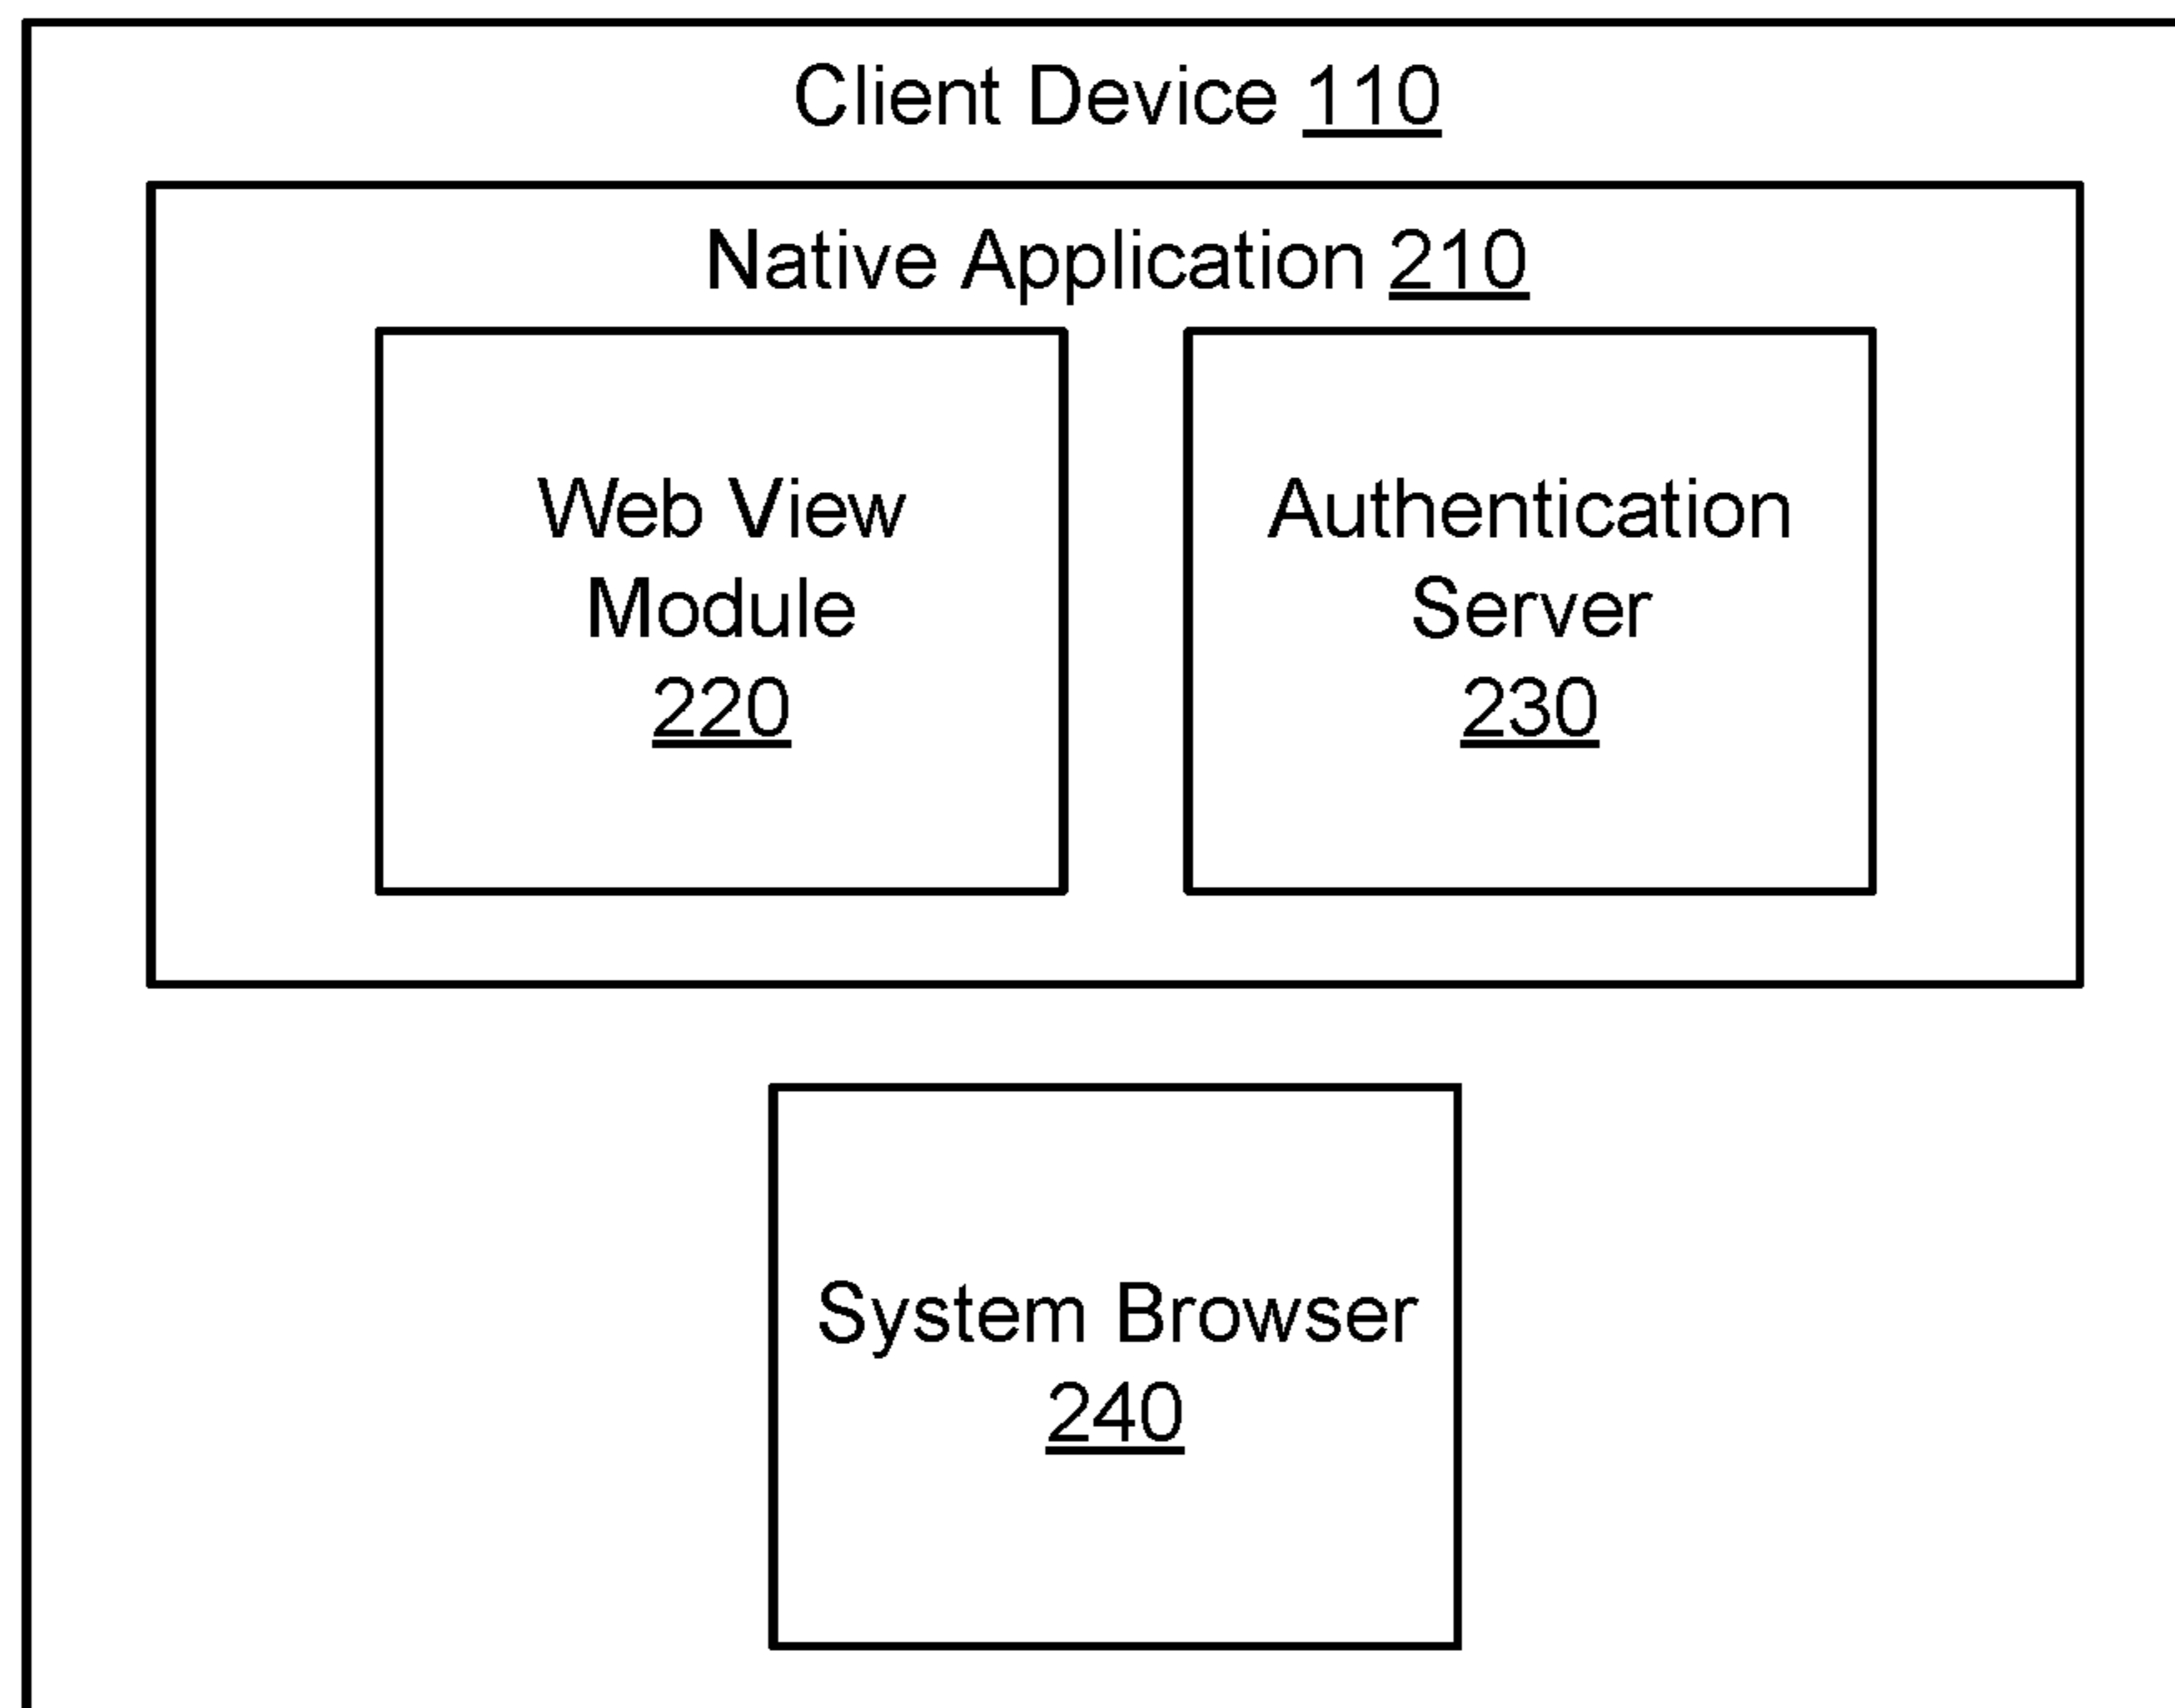 Client Device 110
Native Application 210
Web View
Module
220
Authentication
Server
230
System Browser
240